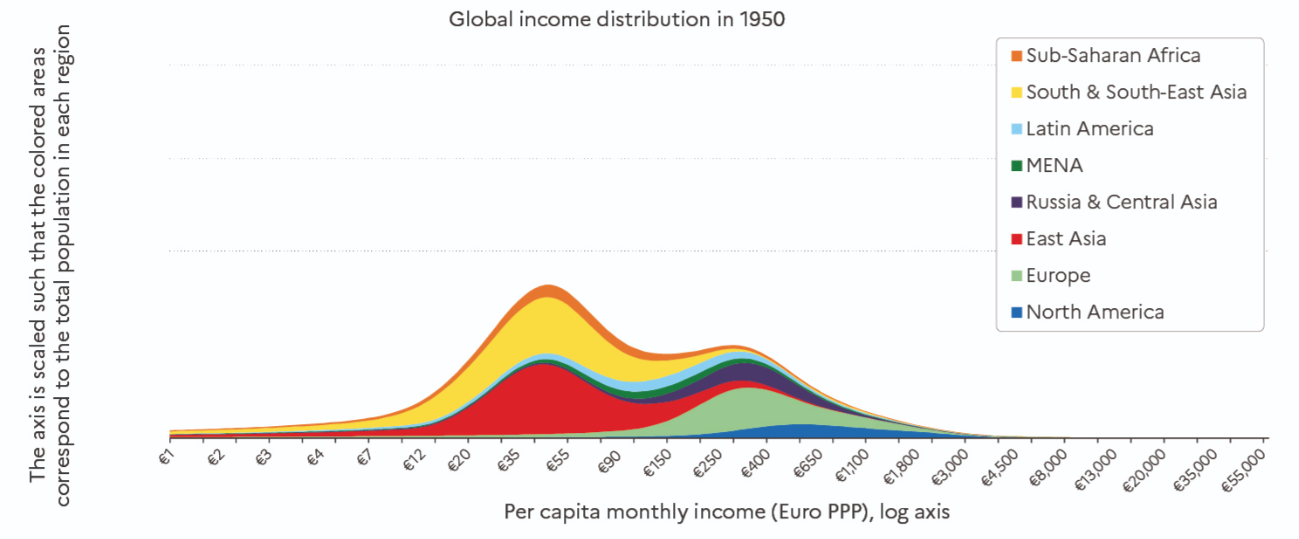 Global income distribution in 1950
The axis is scaled such that the colored areas
correspond to the total population in each region
Sub-Saharan Africa
South & South-East Asia
Latin America
MENA
Russia & Central Asia
East Asia
Europe
North America
€1 €2 €3 €4 €7 €12 €20 €35 €55 €90 €150 €250 €400 €650 €1,100 €1,800 €3,000 €4,500 €8,000 €13,000 €20,000 €35,000 €55,000
Per capita monthly income (Euro PPP), log axis